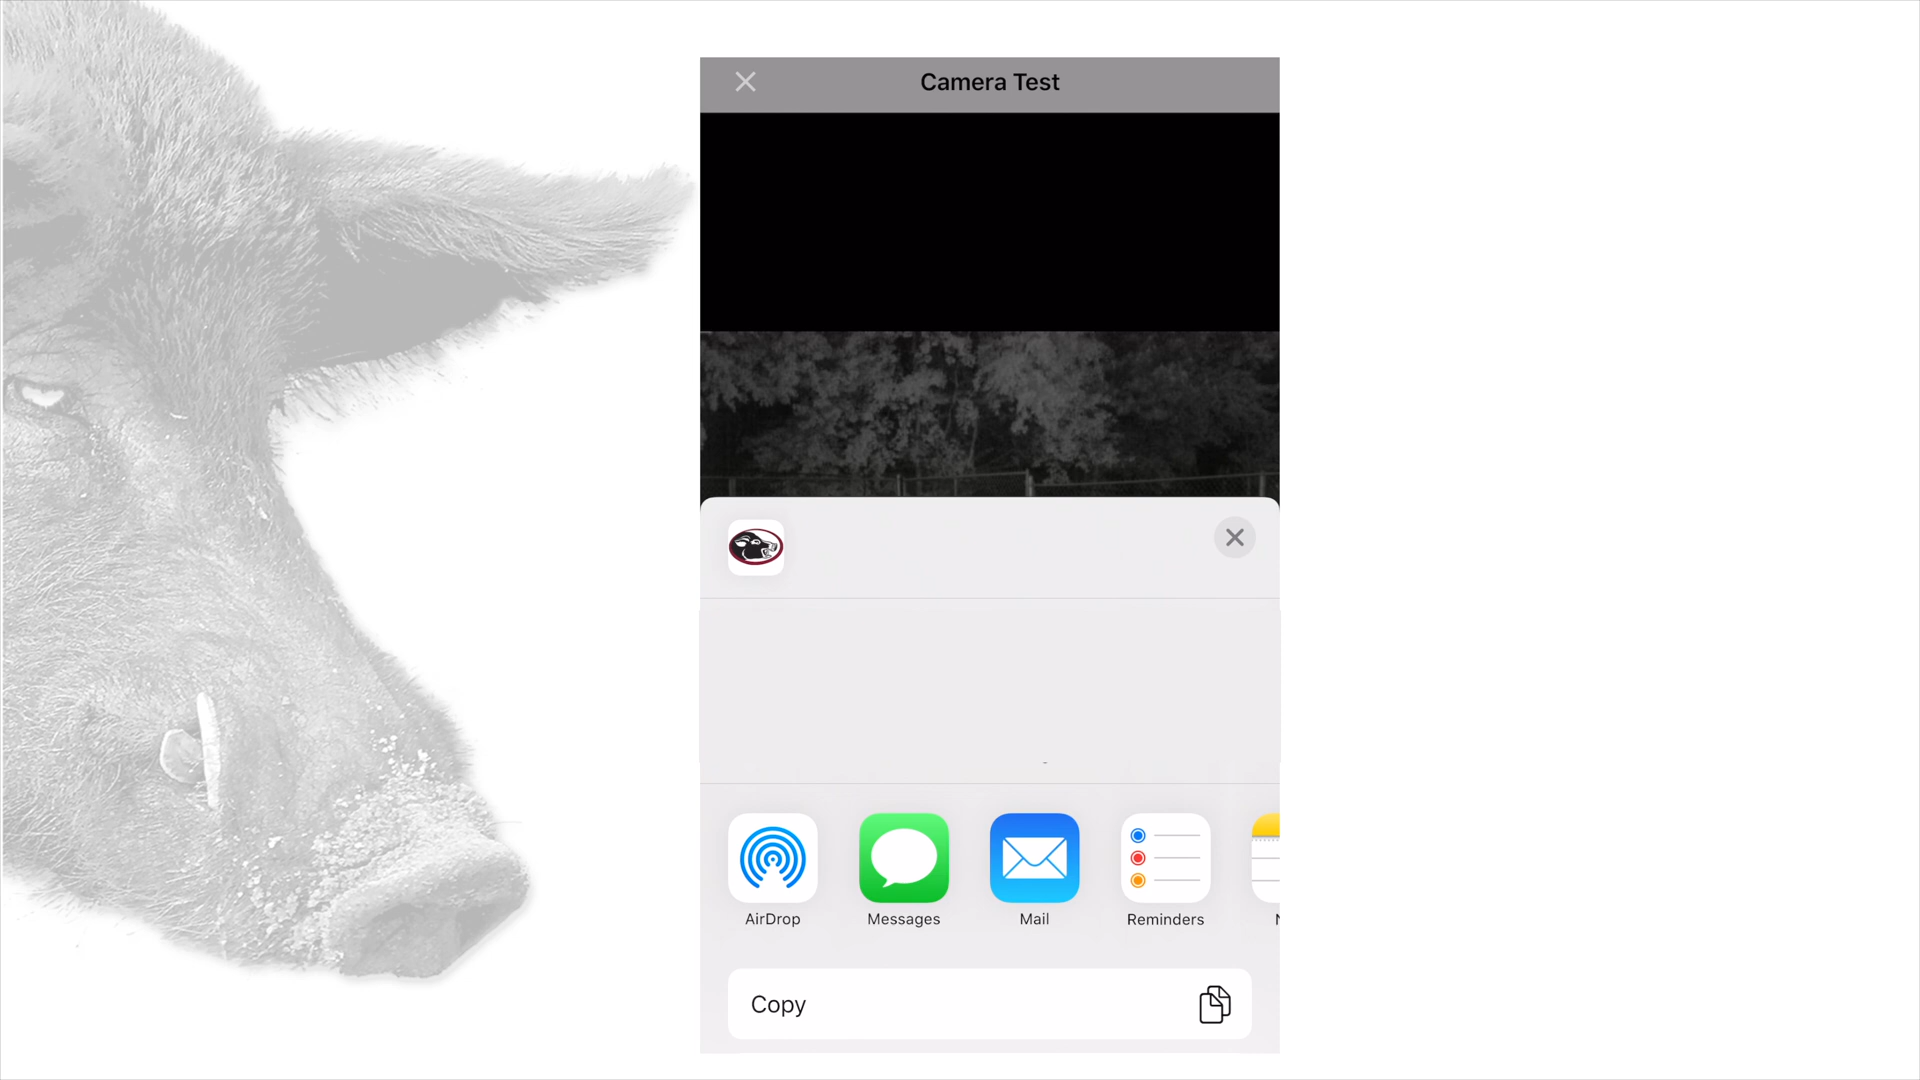 Camera Test
AirDrop
Messages
Mail
Reminders
Copy